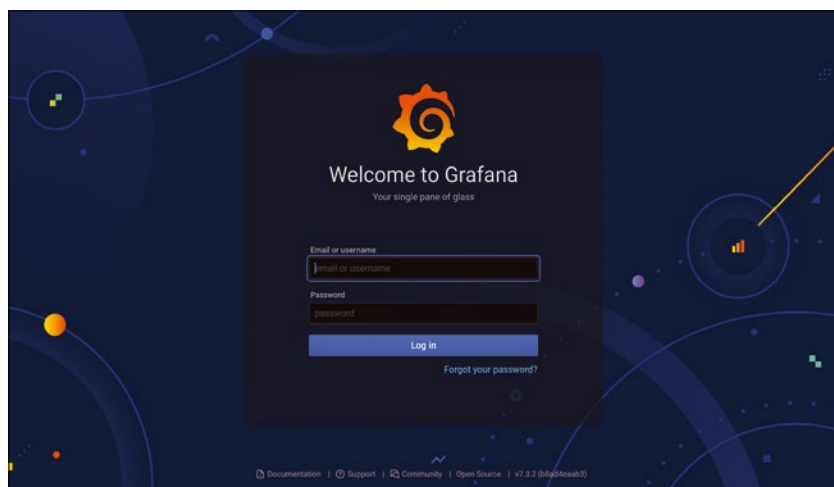 Welcome to Grafana
Your single pane of glass
Email or username
email or username
Password
password
Log in
Forgot your password?
Documentation | Support | Community | Open Source | v7.3.2 (b8ad4eaab3)